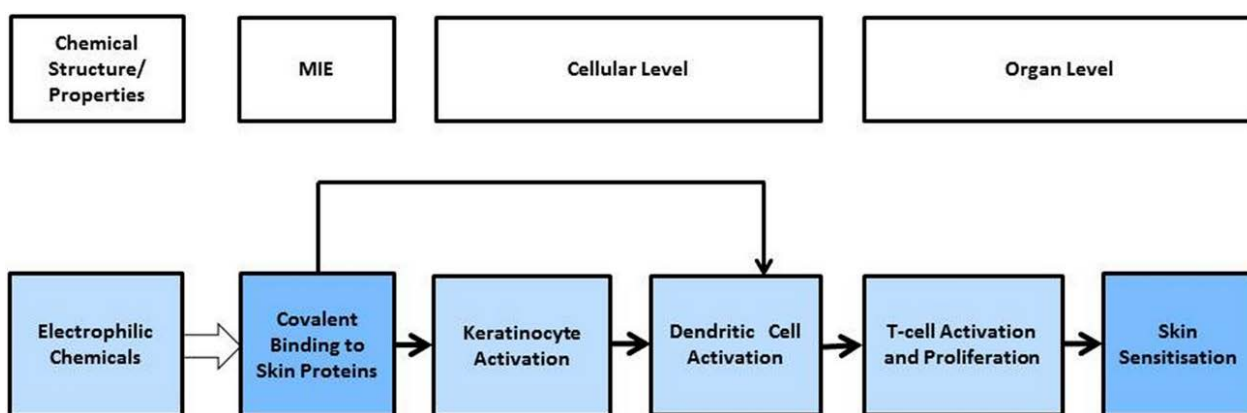 Chemical
Structure/
Properties
MIE
Cellular Level
Organ Level
Electrophilic
Chemicals
Covalent
Binding to
Skin Proteins
Keratinocyte
Activation
Dendritic Cell
Activation
T-cell Activation
and Proliferation
Skin
Sensitisation